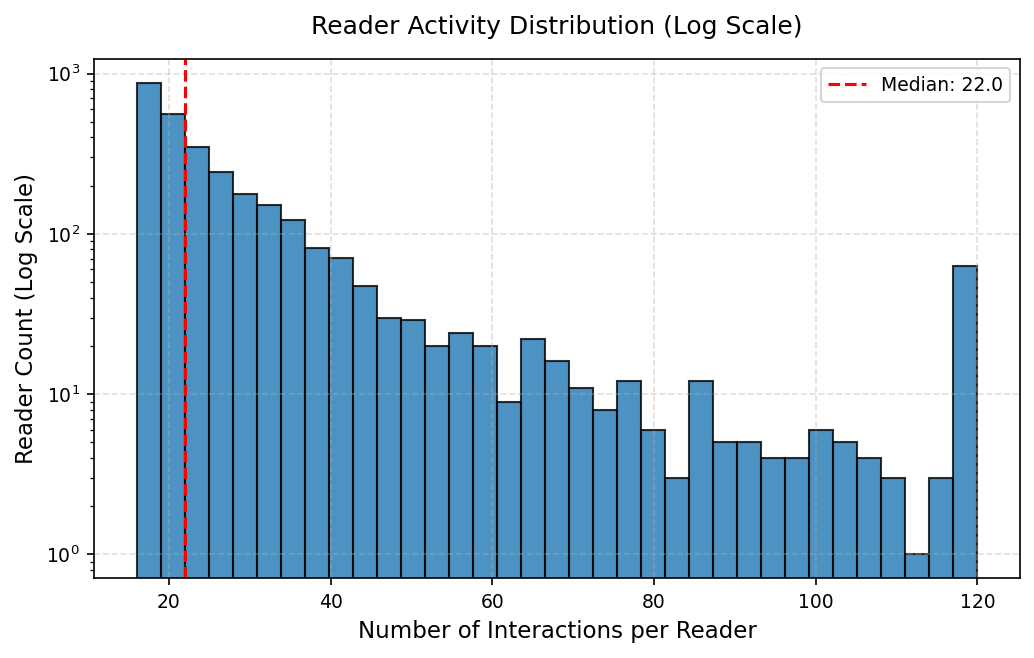 Reader Activity Distribution (Log Scale)
Median: 22.0
Reader Count (Log Scale)
10³
10²
10¹
10⁰
20 40 60 80 100 120
Number of Interactions per Reader